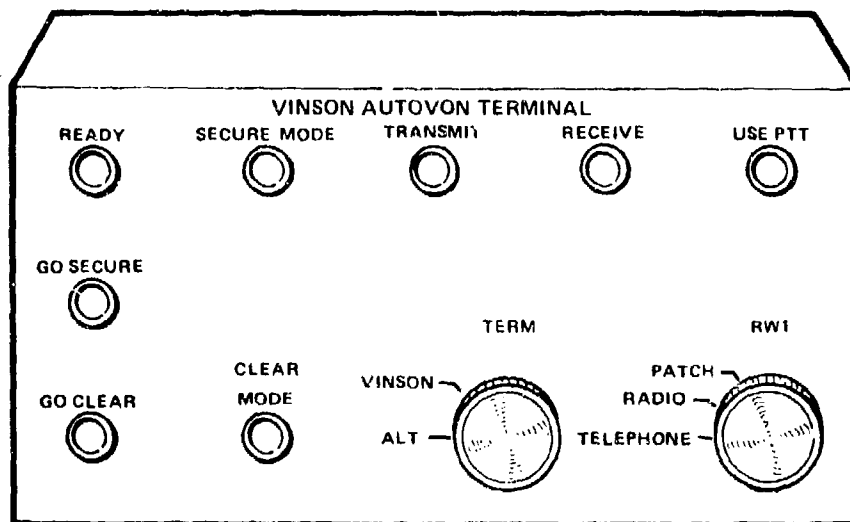 VINSON AUTOVON TERMINAL
READY SECURE MODE TRANSMIT RECEIVE USE PTT
GO SECURE
TERM RW1
CLEAR
MODE
VINSON
PATCH
RADIO
GO CLEAR
ALT
TELEPHONE